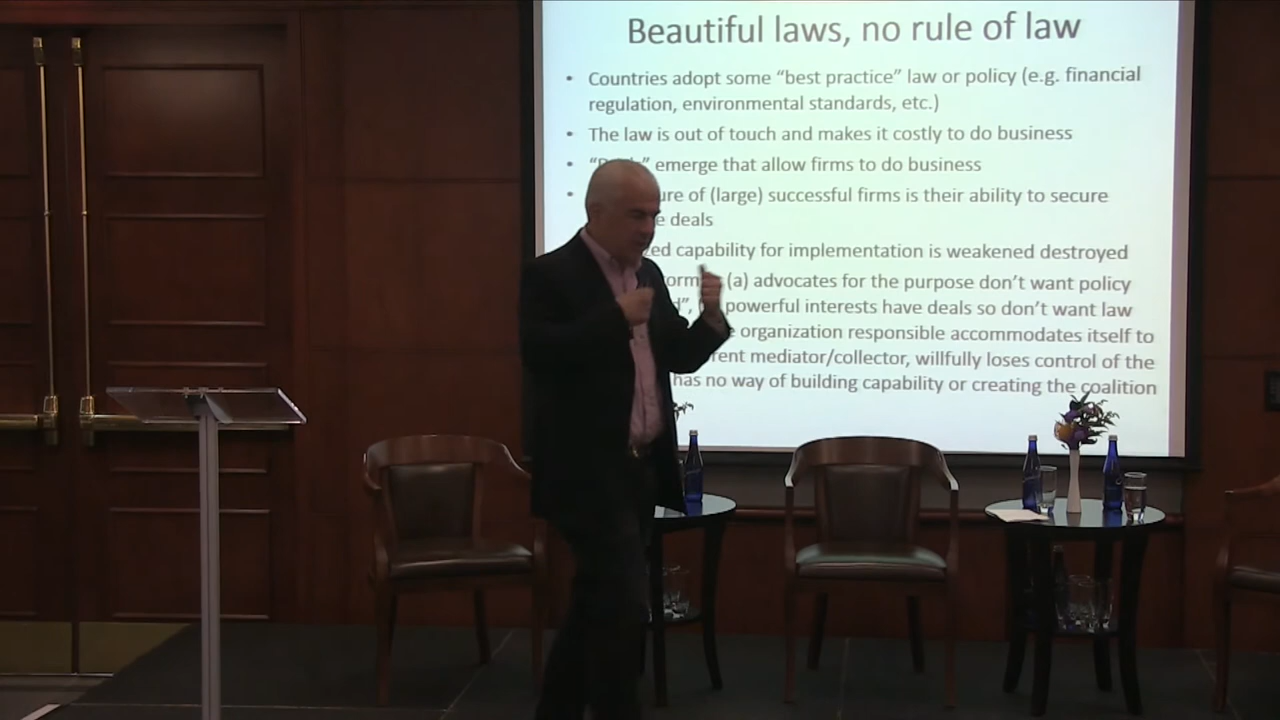 Beautiful laws, no rule of law
• Countries adopt some “best practice” law or policy (e.g. financial
regulation, environmental standards, etc.)
• The law is out of touch and makes it costly to do business
• emerge that allow firms to do business
• of (large) successful firms is their ability to secure
deals
capability for implementation is weakened destroyed
(a) advocates for the purpose don’t want policy
powerful interests have deals so don’t want law
organization responsible accommodates itself to
mediator/collector, willfully loses control of the
has no way of building capability or creating the coalition